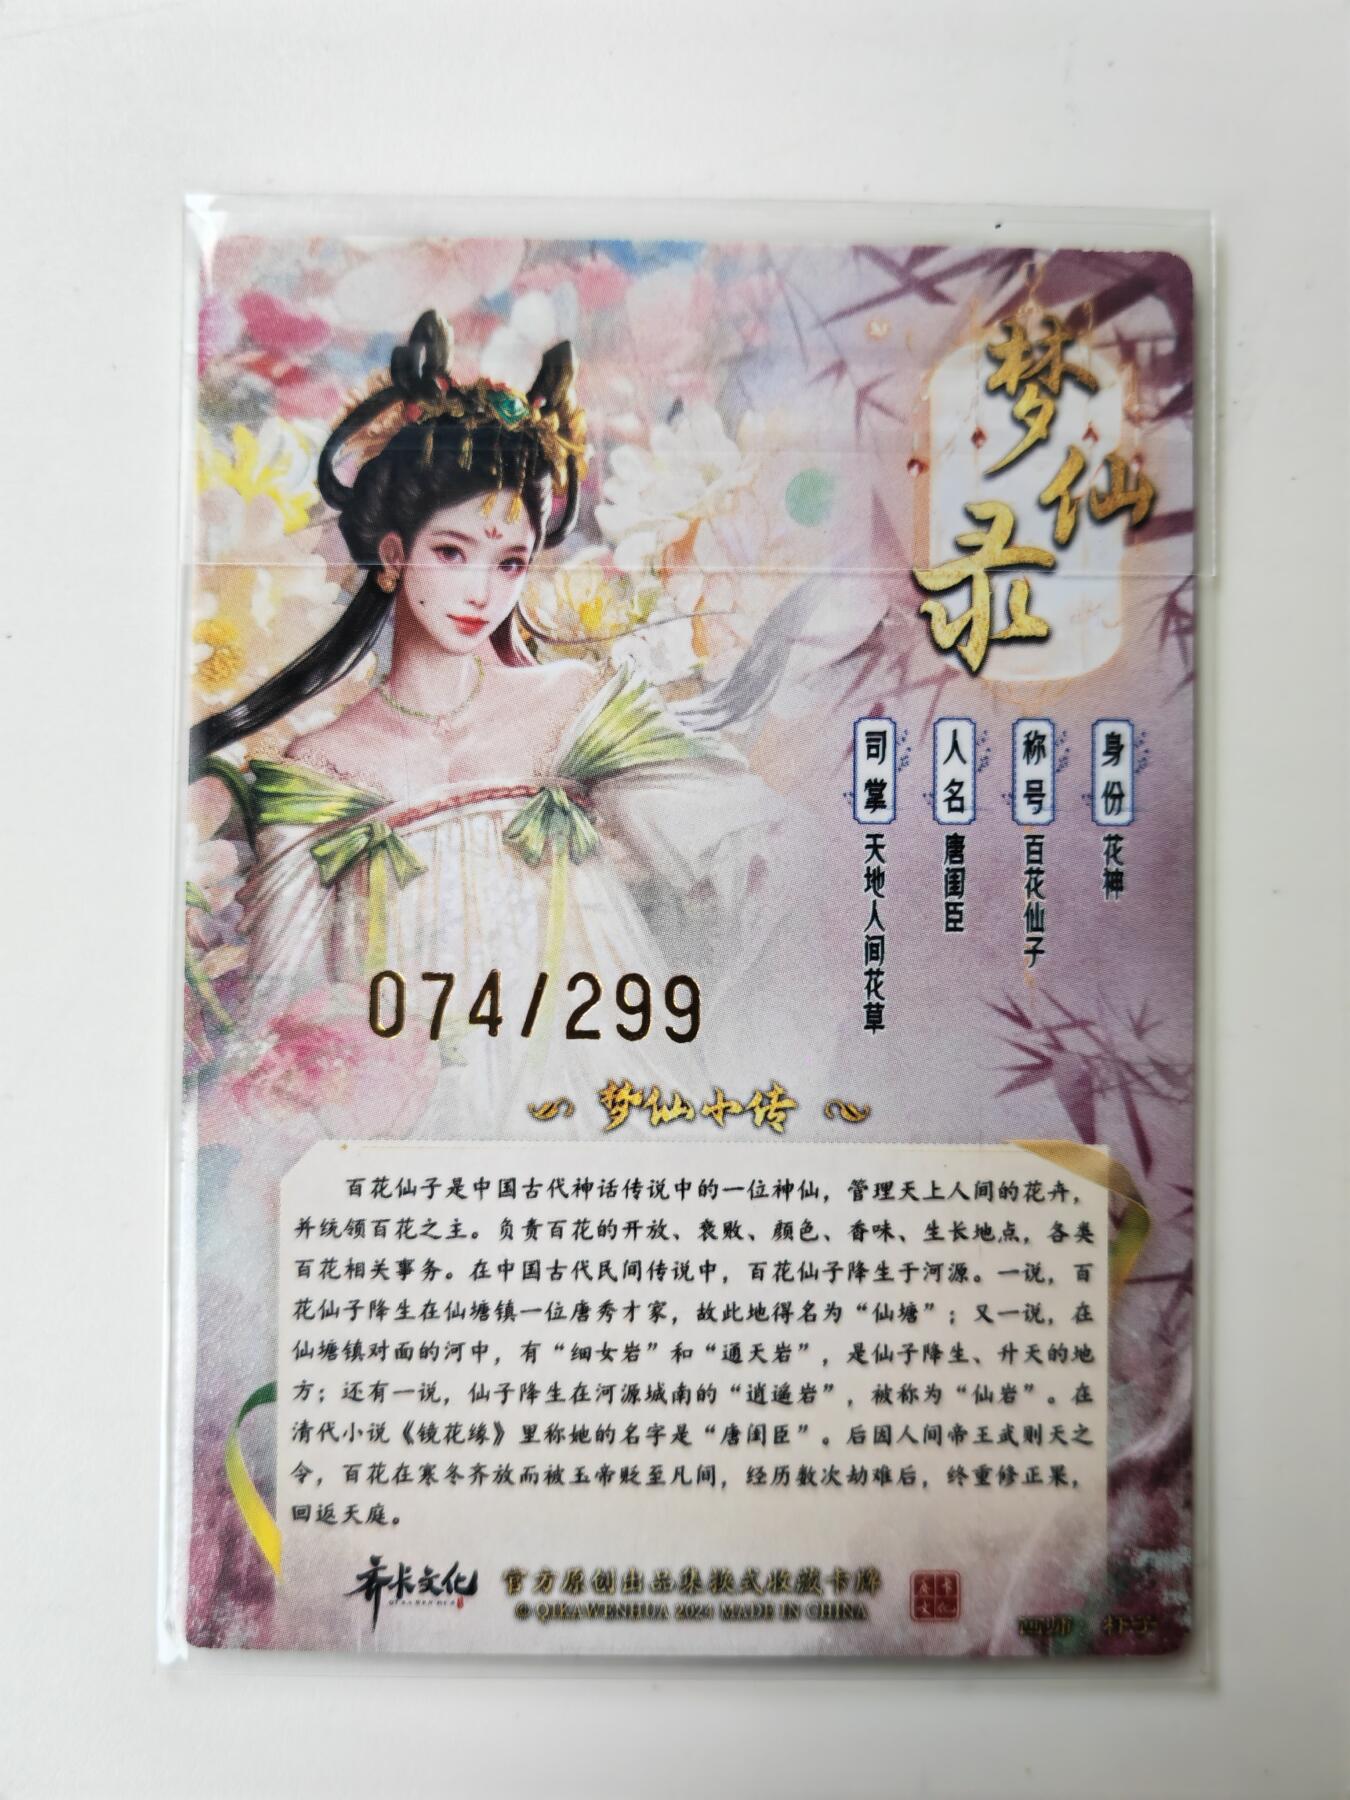 梦仙录
身份 花神
称号 百花仙子
人名 唐闺臣
司掌 天地人间花草
074/299
梦仙小传
百花仙子是中国古代神话传说中的一位神仙，管理天上人间的花卉，
并统领百花之主。负责百花的开放、衰败、颜色、香味、生长地点，各类
百花相关事务。在中国古代民间传说中，百花仙子降生于河源。一说，百
花仙子降生在仙塘镇一位唐秀才家，故此地得名为“仙塘”；又一说，在
仙塘镇对面的河中，有“细女岩”和“通天岩”，是仙子降生、升天的地
方；还有一说，仙子降生在河源城南的“逍遥岩”，被称为“仙岩”。在
清代小说《镜花缘》里称她的名字是“唐闺臣”。后因人间帝王武则天之
令，百花在寒冬齐放而被玉帝贬至凡间，经历数次劫难后，终重修正果，
回返天庭。
齐卡文化
QIKAWENHUA
官方原创出品集换式收藏卡牌
© QIKAWENHUA 2024 MADE IN CHINA